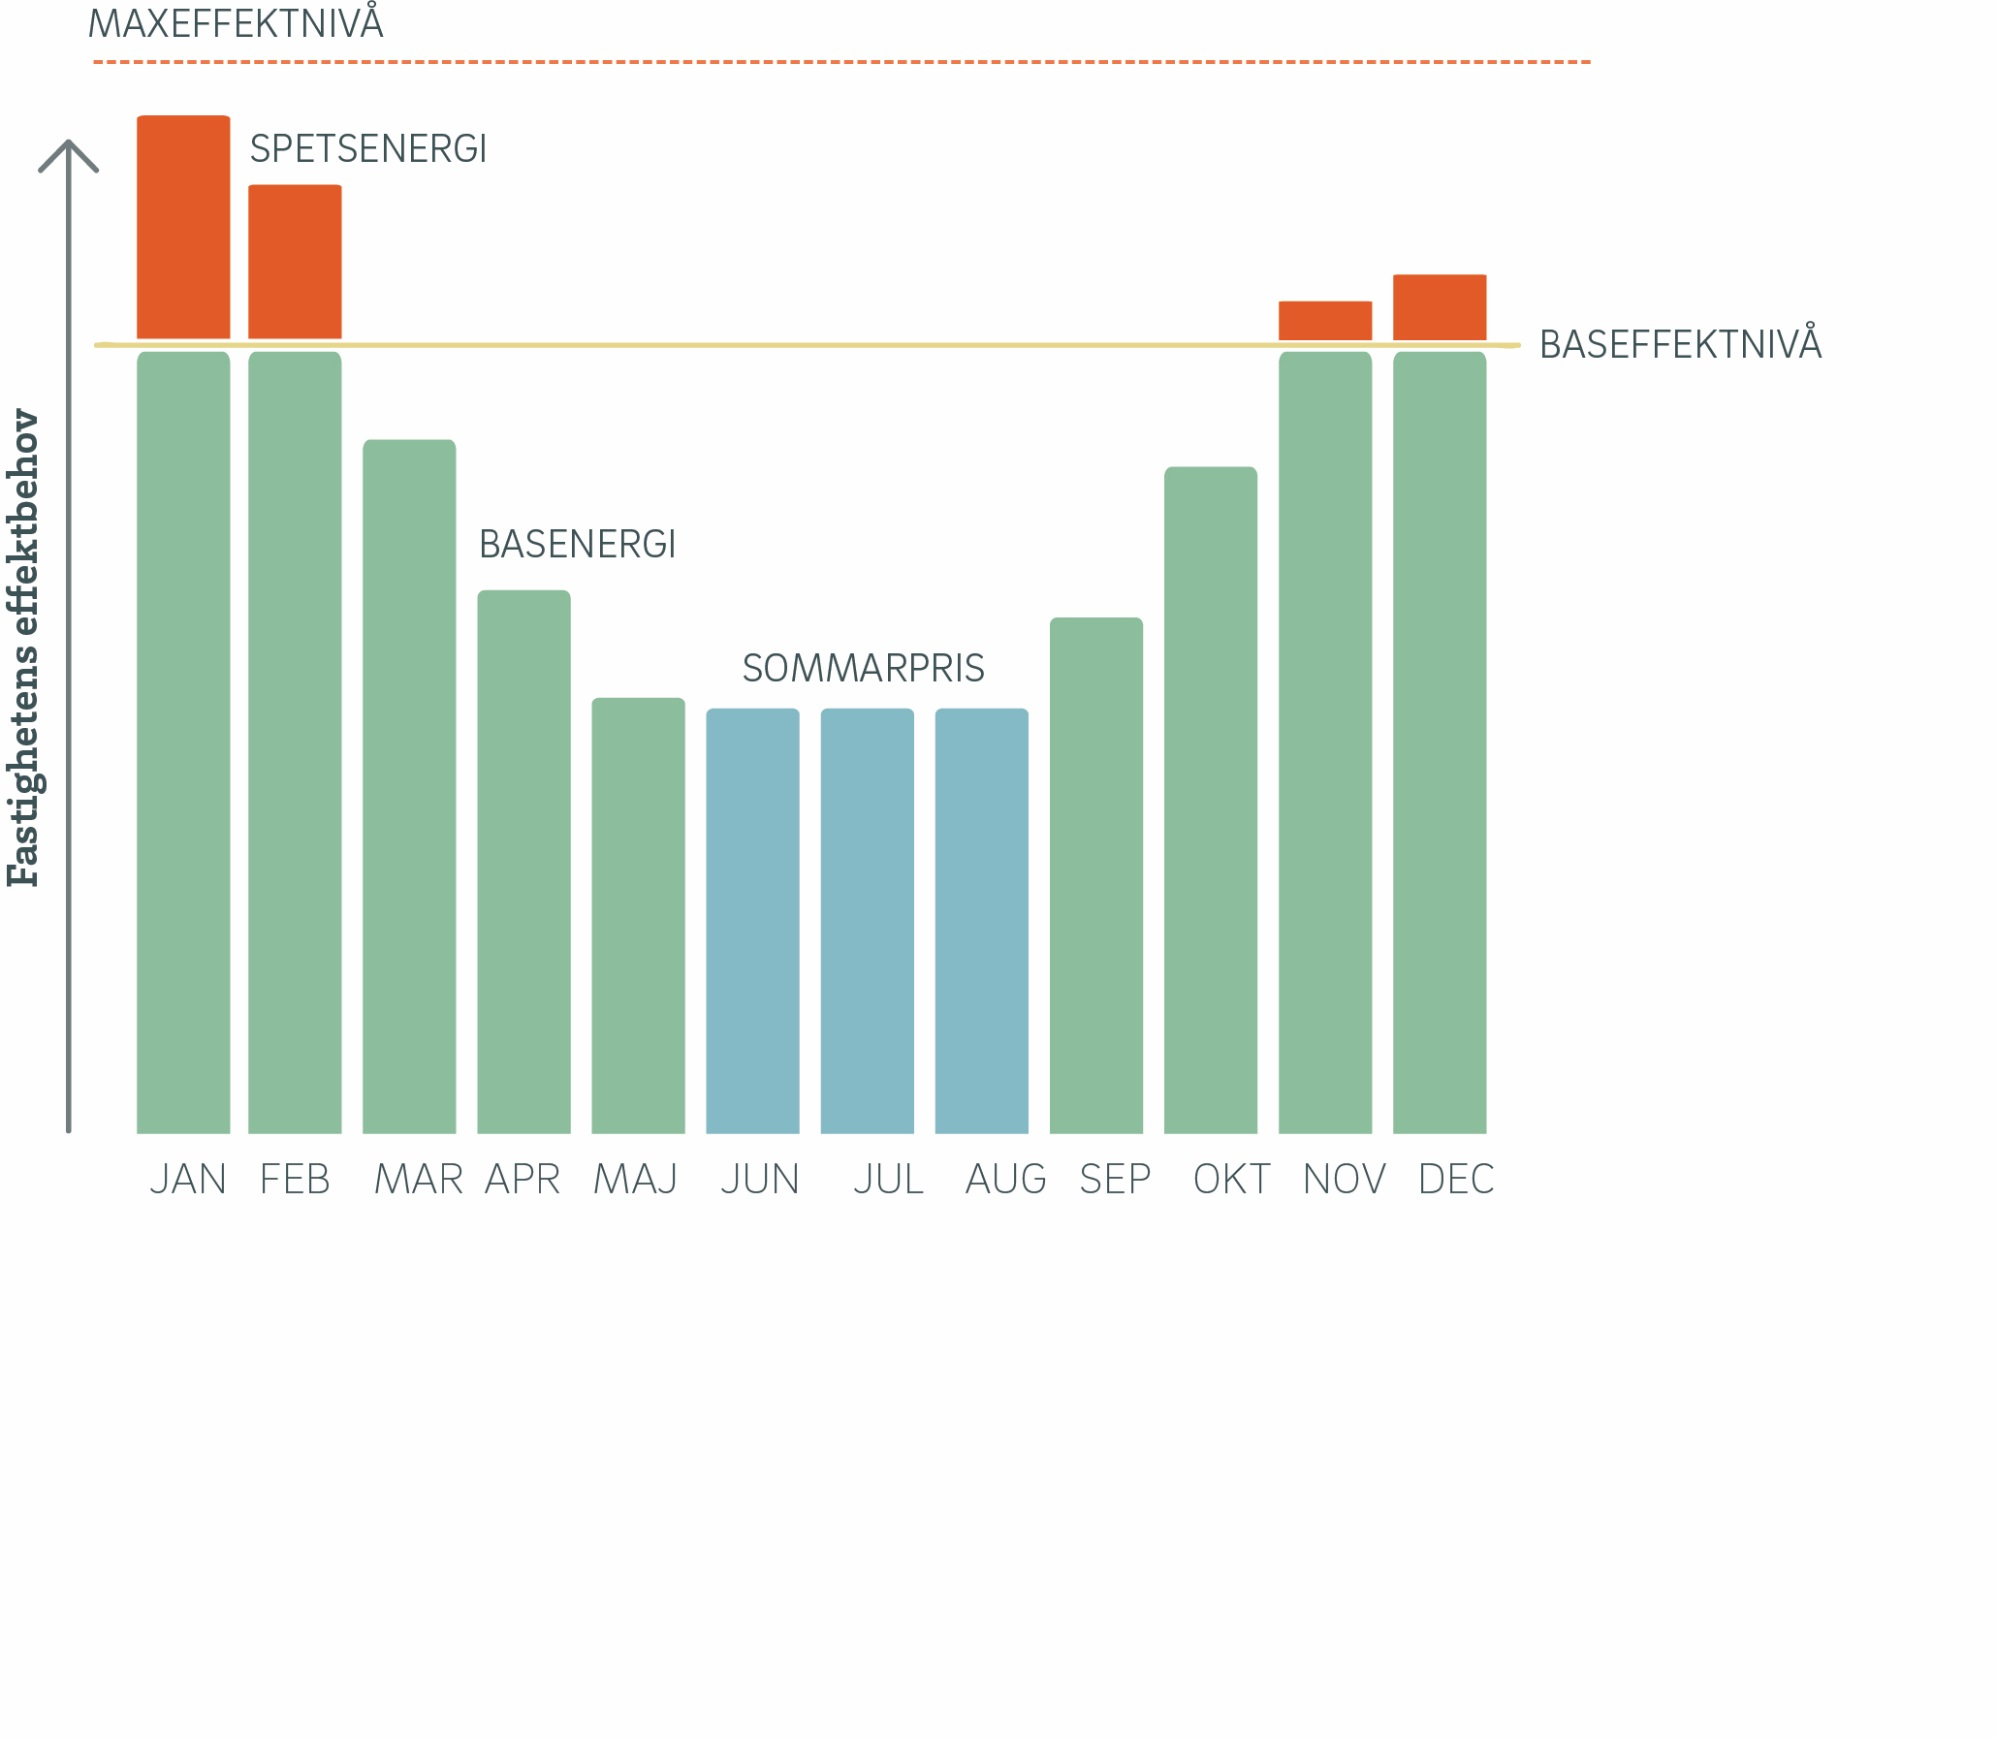 MAXEFFEKTNIVÅ
SPETSENERGI
BASEFFEKTNIVÅ
Fastighetens effektbehov
BASENERGI
SOMMARPRIS
JAN FEB MAR APR MAJ JUN JUL AUG SEP OKT NOV DEC